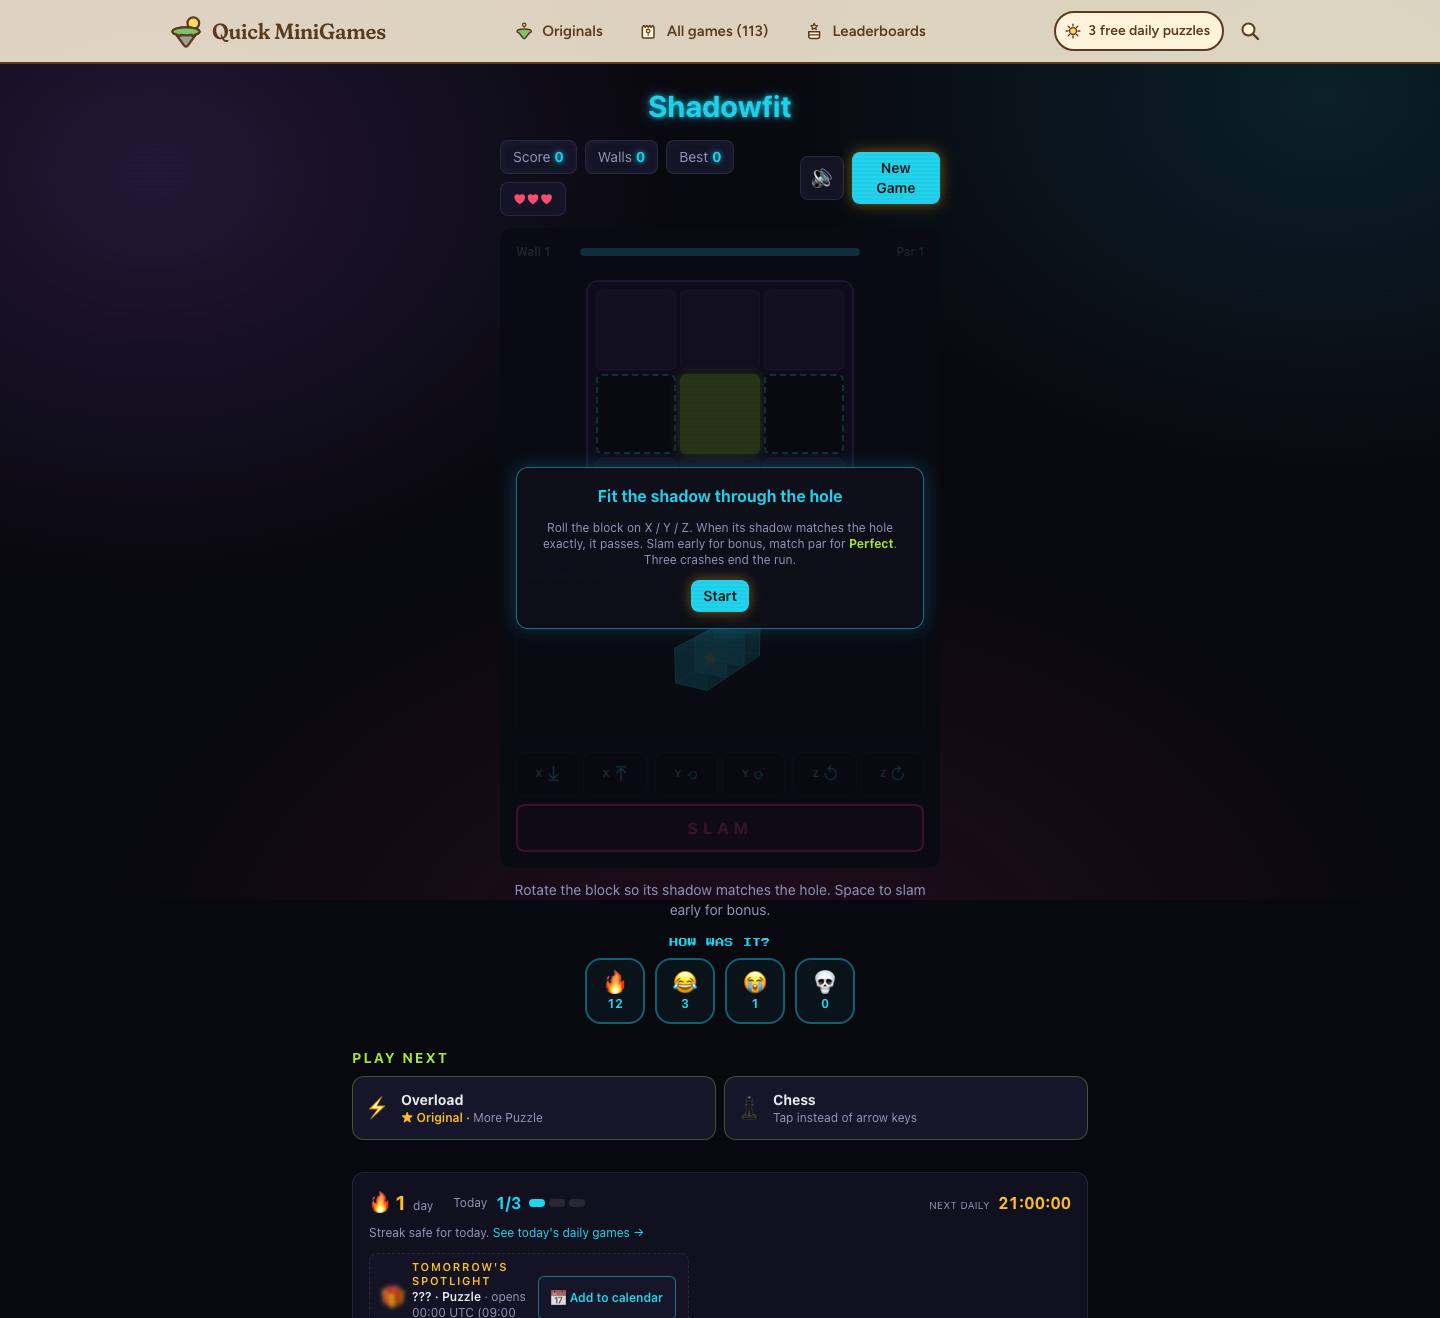 Quick MiniGames
Originals
All games (113)
Leaderboards
3 free daily puzzles
Shadowfit
Score 0
Walls 0
Best 0
New
Game
Wall 1
Par 1
Fit the shadow through the hole
Roll the block on X / Y / Z. When its shadow matches the hole
exactly, it passes. Slam early for bonus, match par for Perfect.
Three crashes end the run.
Start
X
X
Y
Y
Z
Z
SLAM
Rotate the block so its shadow matches the hole. Space to slam
early for bonus.
HOW WAS IT?
12
3
1
0
PLAY NEXT
Overload
Original · More Puzzle
Chess
Tap instead of arrow keys
1 day
Today 1/3
NEXT DAILY 21:00:00
Streak safe for today. See today's daily games →
TOMORROW'S
SPOTLIGHT
??? · Puzzle · opens
00:00 UTC (09:00
Add to calendar